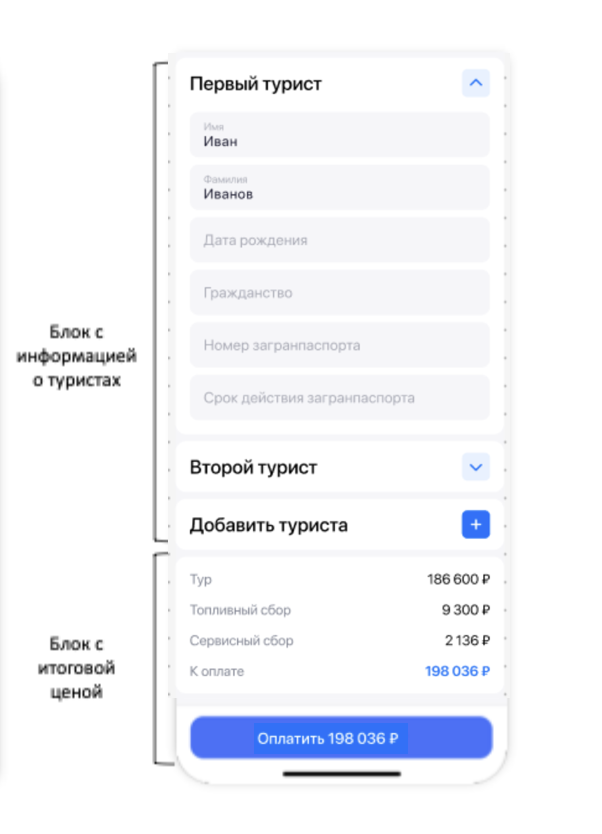 Первый турист
Имя
Иван
Фамилия
Иванов
Дата рождения
Гражданство
Номер загранпаспорта
Срок действия загранпаспорта
Блок с
информацией
о туристах
Второй турист
Добавить туриста
+
Тур 186 600 ₽
Топливный сбор 9 300 ₽
Сервисный сбор 2 136 ₽
К оплате 198 036 ₽
Блок с
итоговой
ценой
Оплатить 198 036 ₽